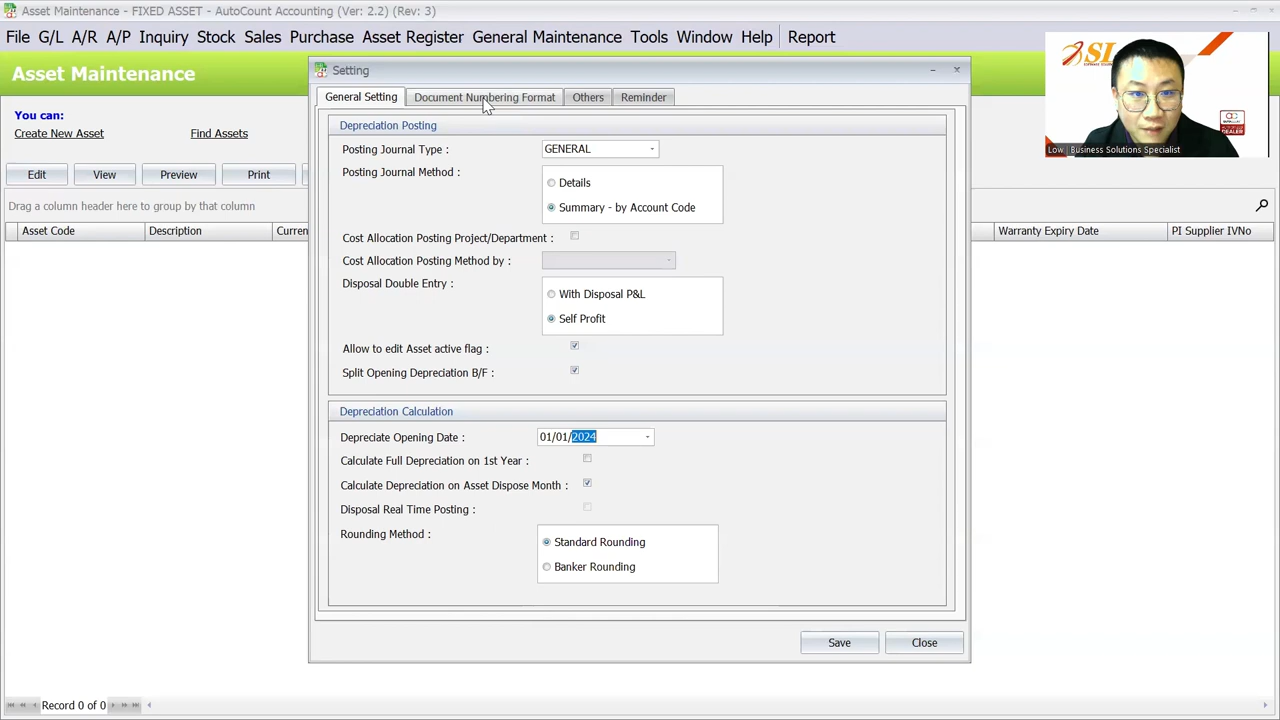 Asset Maintenance - FIXED ASSET - AutoCount Accounting (Ver: 2.2) (Rev: 3)
File G/L A/R A/P Inquiry Stock Sales Purchase Asset Register General Maintenance Tools Window Help Report
Asset Maintenance
You can:
Create New Asset Find Assets
Edit View Preview Print
Drag a column header here to group by that column
Asset Code Description Curren
Warranty Expiry Date PI Supplier IVNo
Setting
General Setting Document Numbering Format Others Reminder
Depreciation Posting
Posting Journal Type : GENERAL
Posting Journal Method :
Details
Summary - by Account Code
Cost Allocation Posting Project/Department :
Cost Allocation Posting Method by :
Disposal Double Entry :
With Disposal P&L
Self Profit
Allow to edit Asset active flag :
Split Opening Depreciation B/F :
Depreciation Calculation
Depreciate Opening Date : 01/01/2024
Calculate Full Depreciation on 1st Year :
Calculate Depreciation on Asset Dispose Month :
Disposal Real Time Posting :
Rounding Method :
Standard Rounding
Banker Rounding
Save Close
Record 0 of 0
Low | Business Solutions Specialist